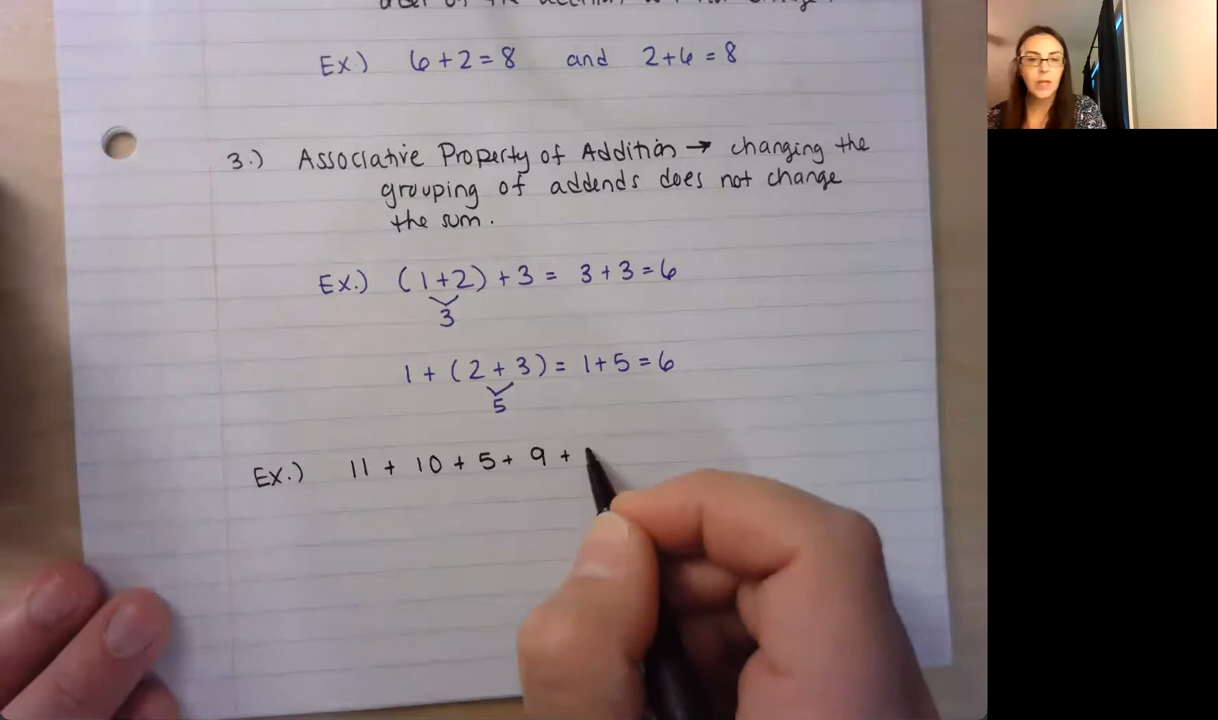 Ex.) 6+2=8 and 2+6=8
3.) Associative Property of Addition → changing the
grouping of addends does not change
the sum.
Ex.) (1+2)+3 = 3+3=6
3
1+(2+3)= 1+5=6
5
Ex.) 11 + 10 + 5 + 9 +